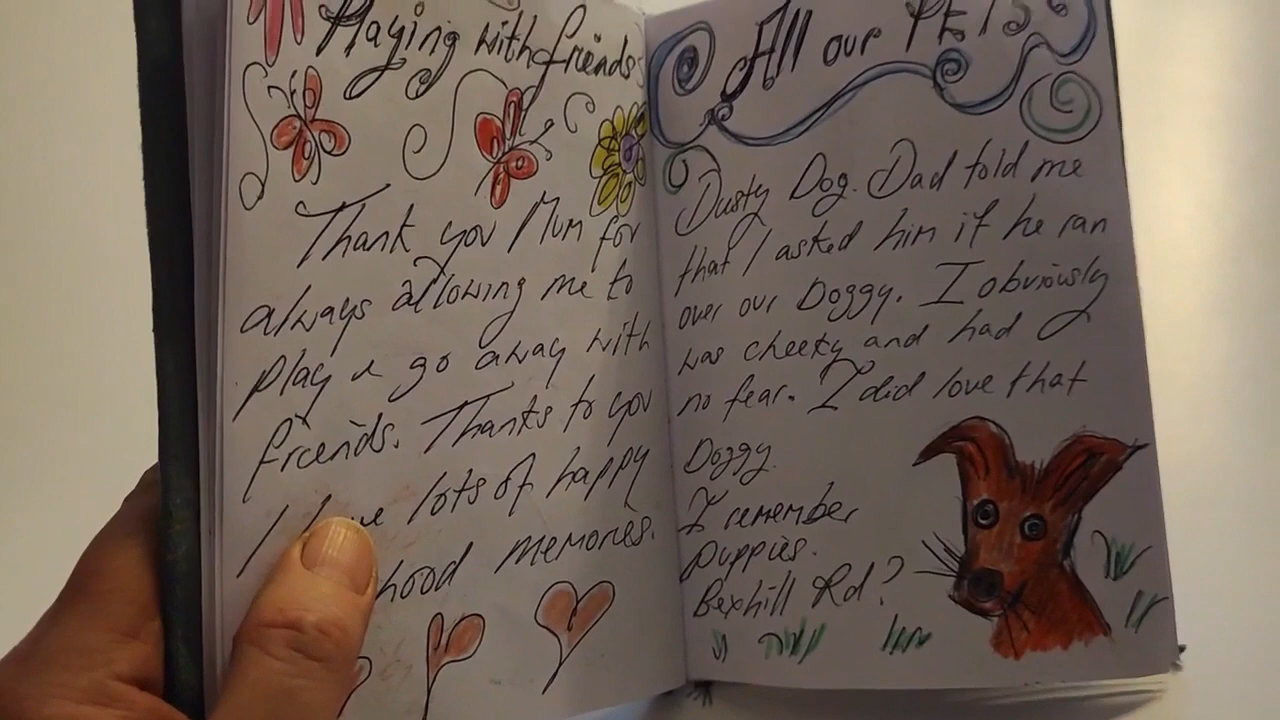 Playing with friends
Thank you Mum for
always allowing me to
play & go away with
friends. Thanks to you
I lots of happy
memories.
All our PETS
Dusty Dog. Dad told me
that I asked him if he ran
over our Doggy. I obviously
was cheeky and had
no fear. I did love that
Doggy.
I remember
puppies.
Bexhill Rd?